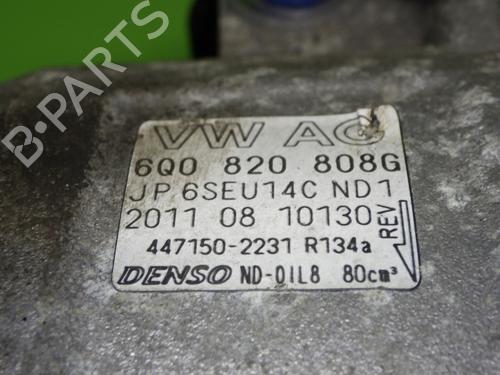 VW AG
6Q0 820 808G
JP 6SEU14C ND1
2011 08 10130
REV
447150-2231 R134a
DENSO ND-OIL8 80cm³
B-PARTS